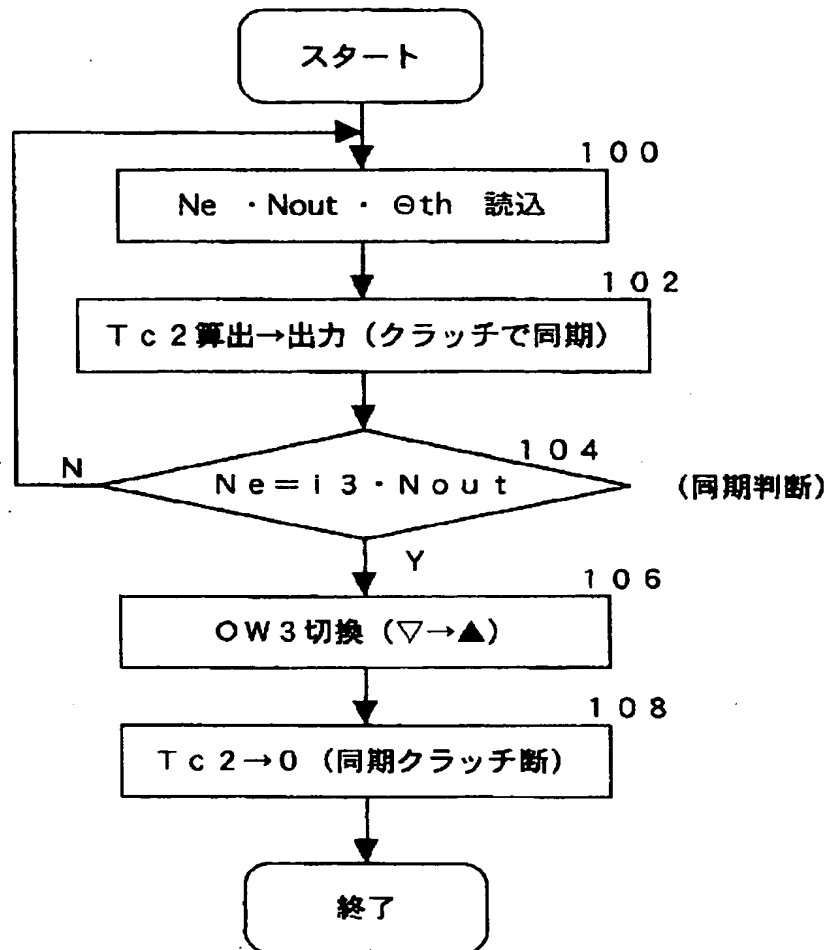 スタート
100
Ne ・Nout・Θth 読込
102
Tc2算出→出力（クラッチで同期）
104
N
Ne＝i3・Nout
（同期判断）
Y
106
OW3切換（▽→▲）
108
Tc2→0（同期クラッチ断）
終了